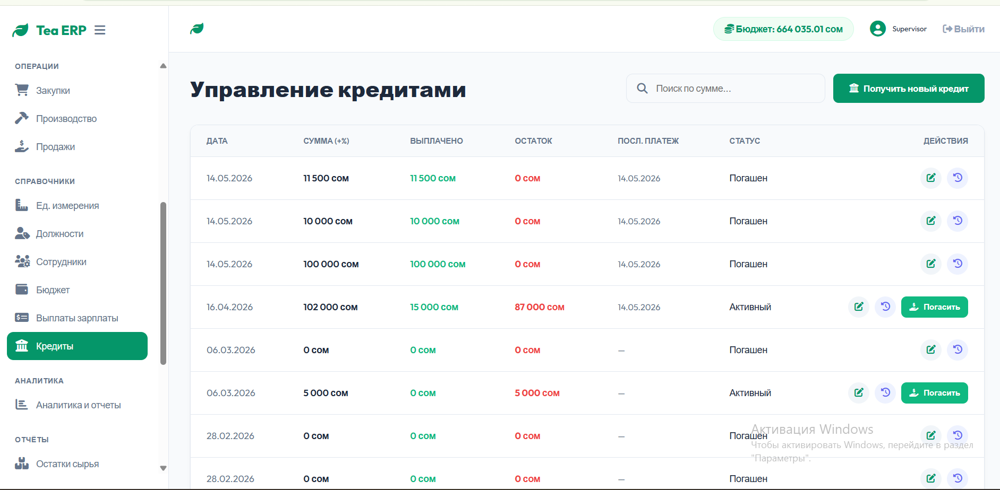 Tea ERP
Бюджет: 664 035.01 сом
Supervisor
Выйти
ОПЕРАЦИИ
Закупки
Производство
Продажи
СПРАВОЧНИКИ
Ед. измерения
Должности
Сотрудники
Бюджет
Выплаты зарплаты
Кредиты
АНАЛИТИКА
Аналитика и отчеты
ОТЧЁТЫ
Остатки сырья
Управление кредитами
Поиск по сумме...
Получить новый кредит
ДАТА СУММА (+%) ВЫПЛАЧЕНО ОСТАТОК ПОСЛ. ПЛАТЕЖ СТАТУС ДЕЙСТВИЯ
14.05.2026 11 500 сом 11 500 сом 0 сом 14.05.2026 Погашен
14.05.2026 10 000 сом 10 000 сом 0 сом 14.05.2026 Погашен
14.05.2026 100 000 сом 100 000 сом 0 сом 14.05.2026 Погашен
16.04.2026 102 000 сом 15 000 сом 87 000 сом 14.05.2026 Активный Погасить
06.03.2026 0 сом 0 сом 0 сом — Погашен
06.03.2026 5 000 сом 0 сом 5 000 сом — Активный Погасить
28.02.2026 0 сом 0 сом 0 сом — Погашен
28.02.2026 0 сом 0 сом 0 сом — Погашен
Активация Windows
Чтобы активировать Windows, перейдите в раздел
"Параметры".